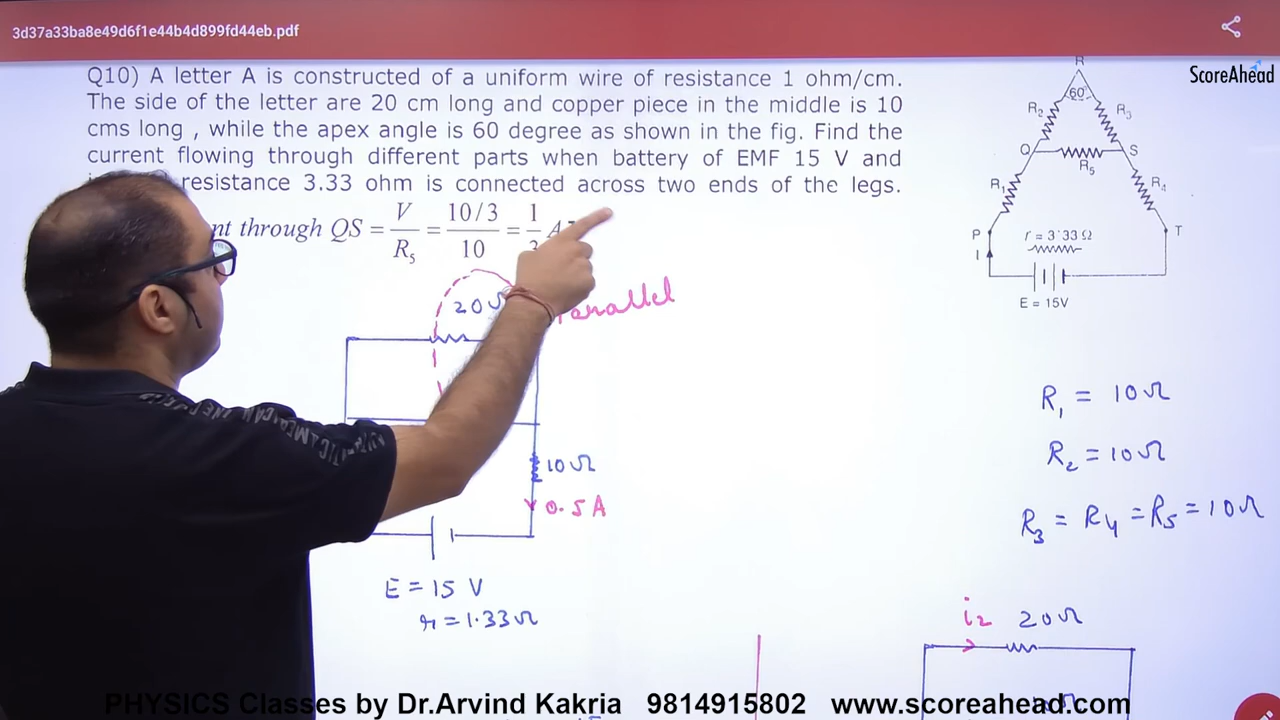 3d37a33ba8e49d6f1e44b4d899fd44eb.pdf
ScoreAhead
Q10) A letter A is constructed of a uniform wire of resistance 1 ohm/cm.
The side of the letter are 20 cm long and copper piece in the middle is 10
cms long , while the apex angle is 60 degree as shown in the fig. Find the
current flowing through different parts when battery of EMF 15 V and
resistance 3.33 ohm is connected across two ends of the legs.
through QS = V/R₅ = 10/3/10 = 1/
R
60°
R₂
R₃
Q
S
R₅
R₁
R₄
P
T
r = 3·33 Ω
I
E = 15V
20
Parallel
10Ω
0.5 A
E = 15 V
r = 1.33Ω
R₁ = 10Ω
R₂ = 10Ω
R₃ = R₄ = R₅ = 10Ω
i₂ 20Ω
PHYSICS Classes by Dr.Arvind Kakria 9814915802 www.scoreahead.com